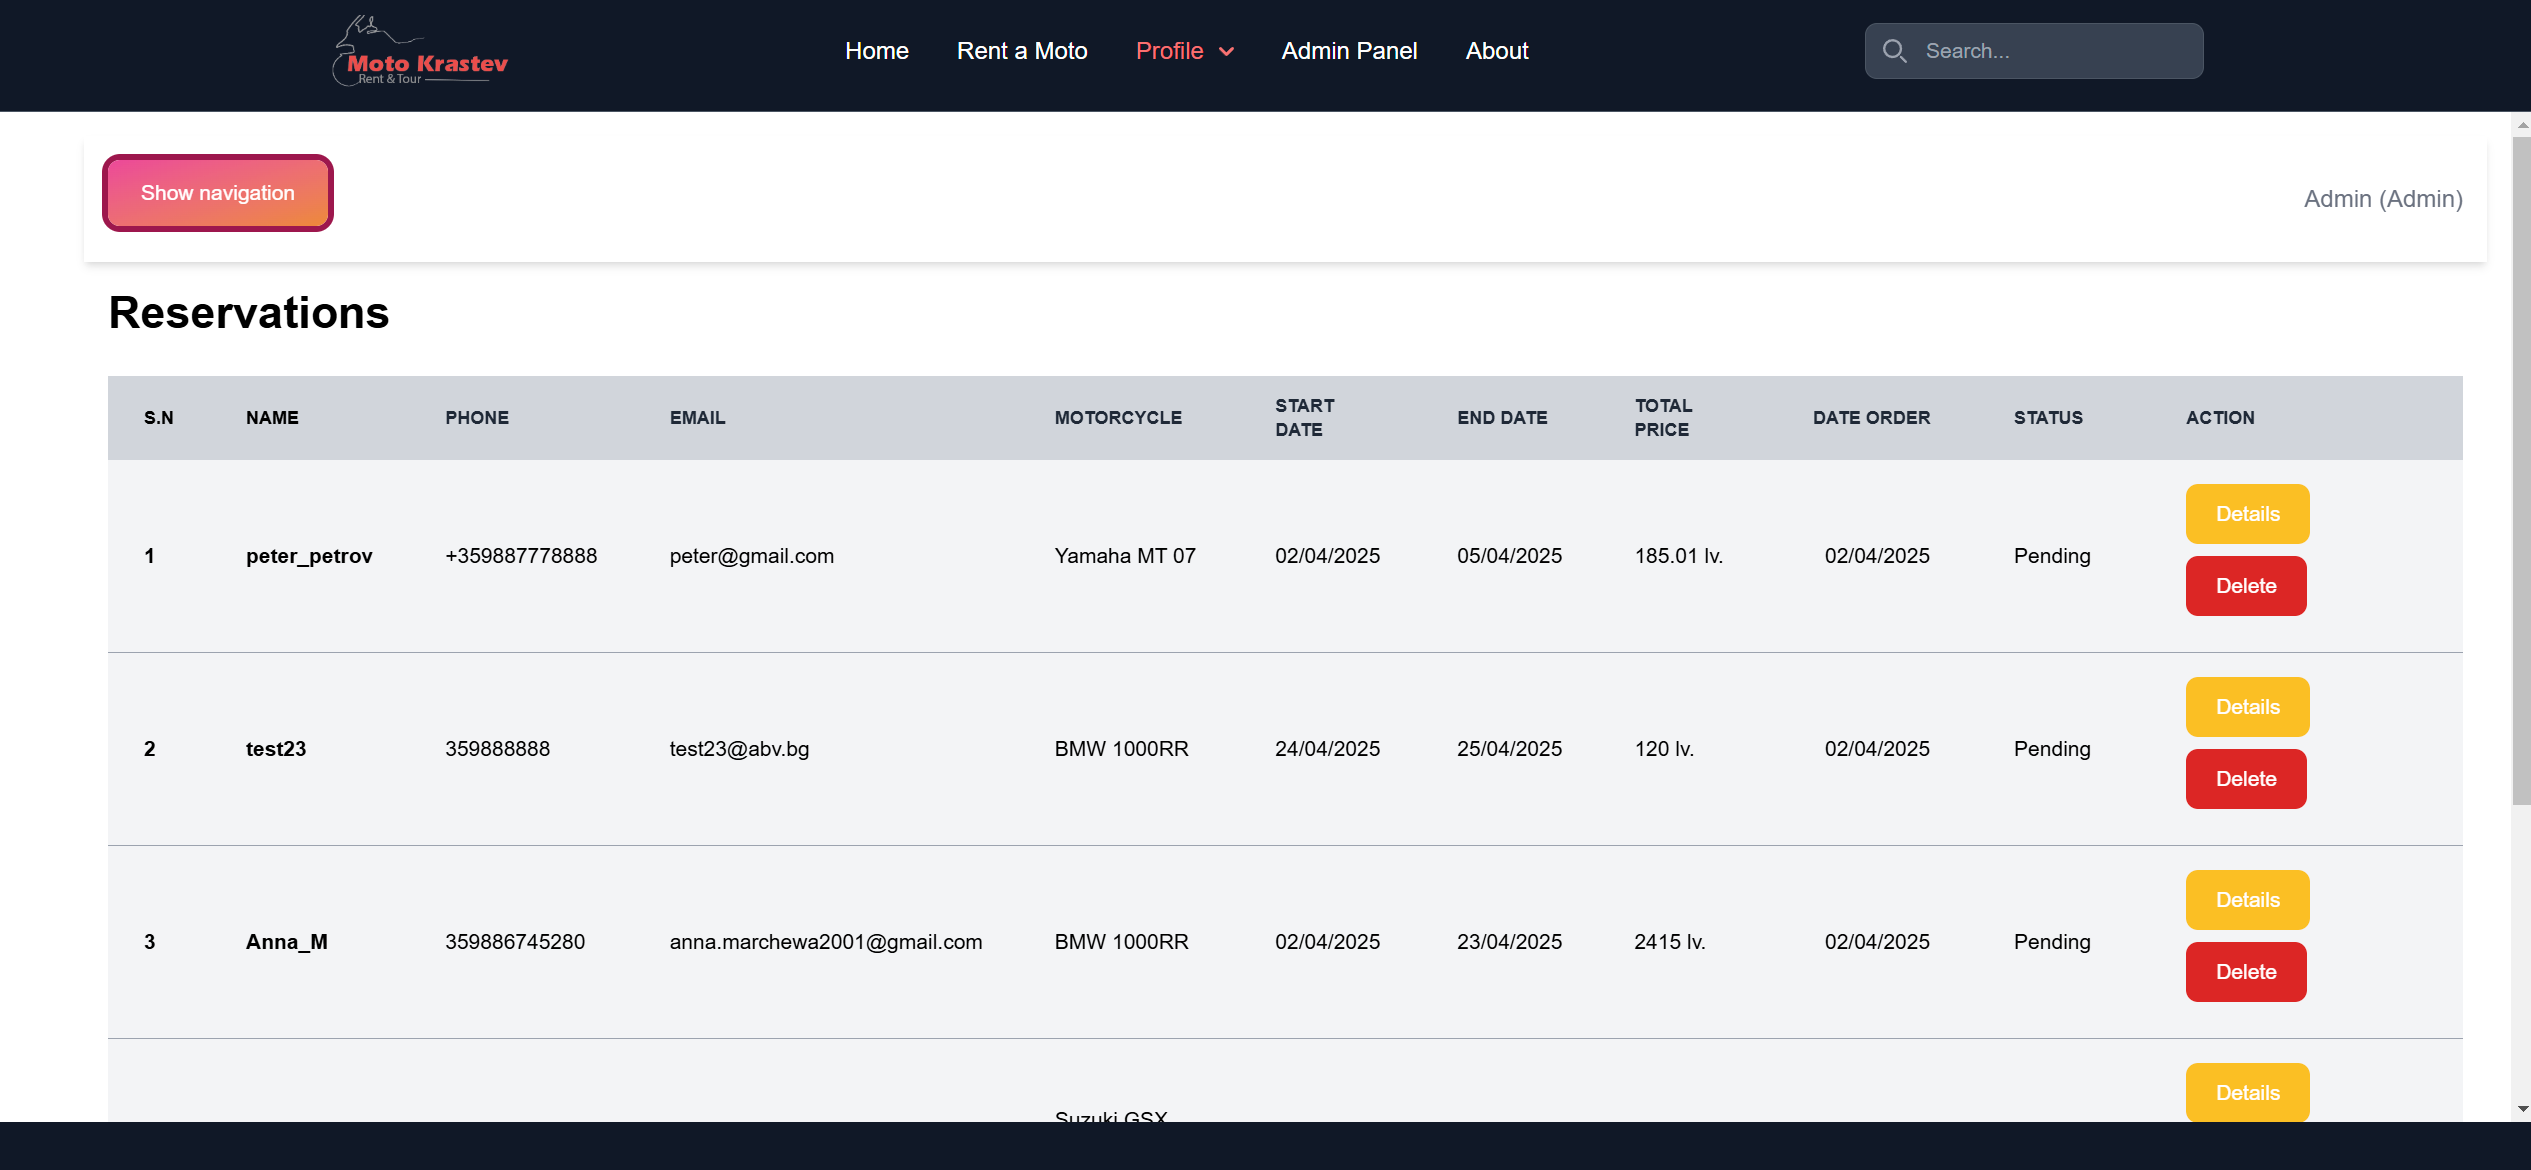 Moto Krastev
Rent & Tour
Home Rent a Moto Profile Admin Panel About
Search...
Show navigation
Admin (Admin)
Reservations
S.N NAME PHONE EMAIL MOTORCYCLE START DATE END DATE TOTAL PRICE DATE ORDER STATUS ACTION
1 peter_petrov +359887778888 peter@gmail.com Yamaha MT 07 02/04/2025 05/04/2025 185.01 lv. 02/04/2025 Pending Details
Delete
2 test23 359888888 test23@abv.bg BMW 1000RR 24/04/2025 25/04/2025 120 lv. 02/04/2025 Pending Details
Delete
3 Anna_M 359886745280 anna.marchewa2001@gmail.com BMW 1000RR 02/04/2025 23/04/2025 2415 lv. 02/04/2025 Pending Details
Delete
Details
Suzuki GSX